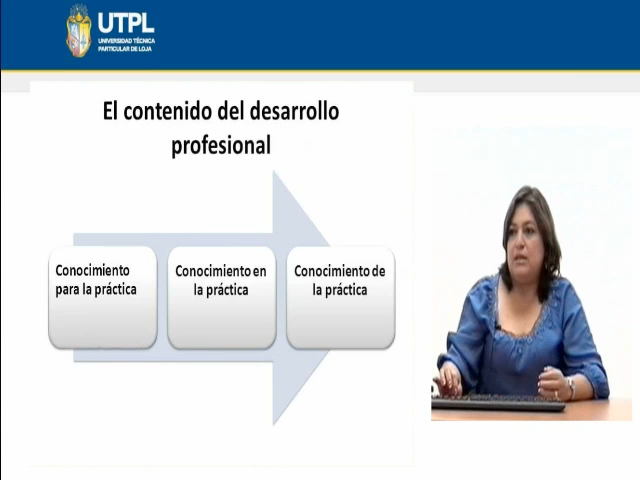 UTPL
UNIVERSIDAD TÉCNICA
PARTICULAR DE LOJA
El contenido del desarrollo
profesional
Conocimiento
para la práctica
Conocimiento en
la práctica
Conocimiento de
la práctica